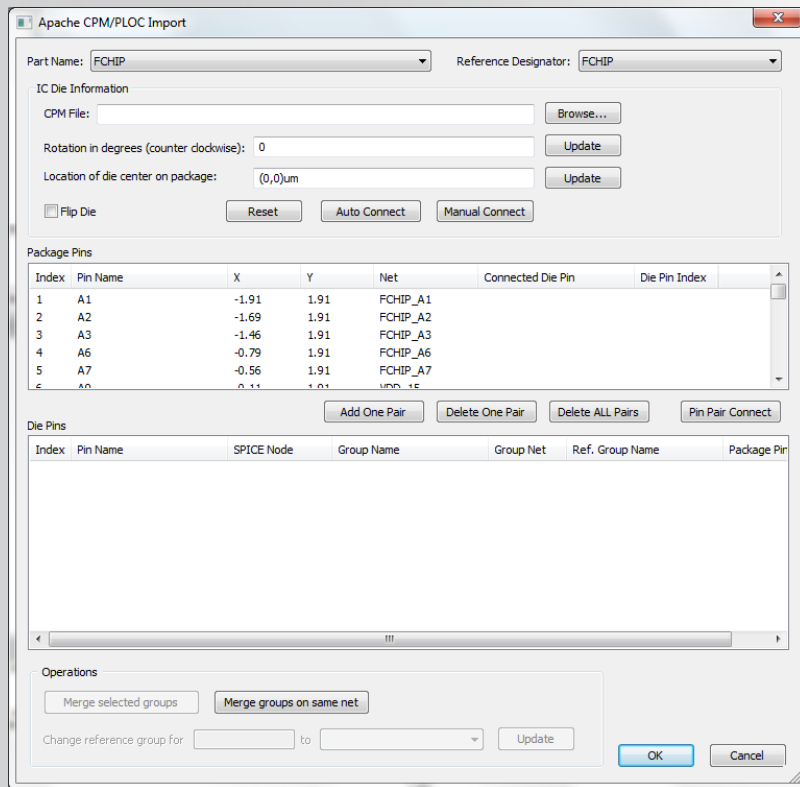 Apache CPM/PLOC Import
Part Name: FCHIP Reference Designator: FCHIP
IC Die Information
CPM File: Browse...
Rotation in degrees (counter clockwise): 0 Update
Location of die center on package: (0,0)um Update
Flip Die Reset Auto Connect Manual Connect
Package Pins
Index Pin Name X Y Net Connected Die Pin Die Pin Index
1 A1 -1.91 1.91 FCHIP_A1
2 A2 -1.69 1.91 FCHIP_A2
3 A3 -1.46 1.91 FCHIP_A3
4 A6 -0.79 1.91 FCHIP_A6
5 A7 -0.56 1.91 FCHIP_A7
Add One Pair Delete One Pair Delete ALL Pairs Pin Pair Connect
Die Pins
Index Pin Name SPICE Node Group Name Group Net Ref. Group Name Package Pin
Operations
Merge selected groups Merge groups on same net
Change reference group for to Update
OK Cancel